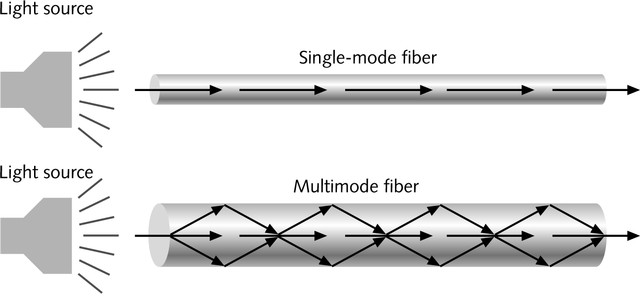 Light source
Single-mode fiber
Light source
Multimode fiber